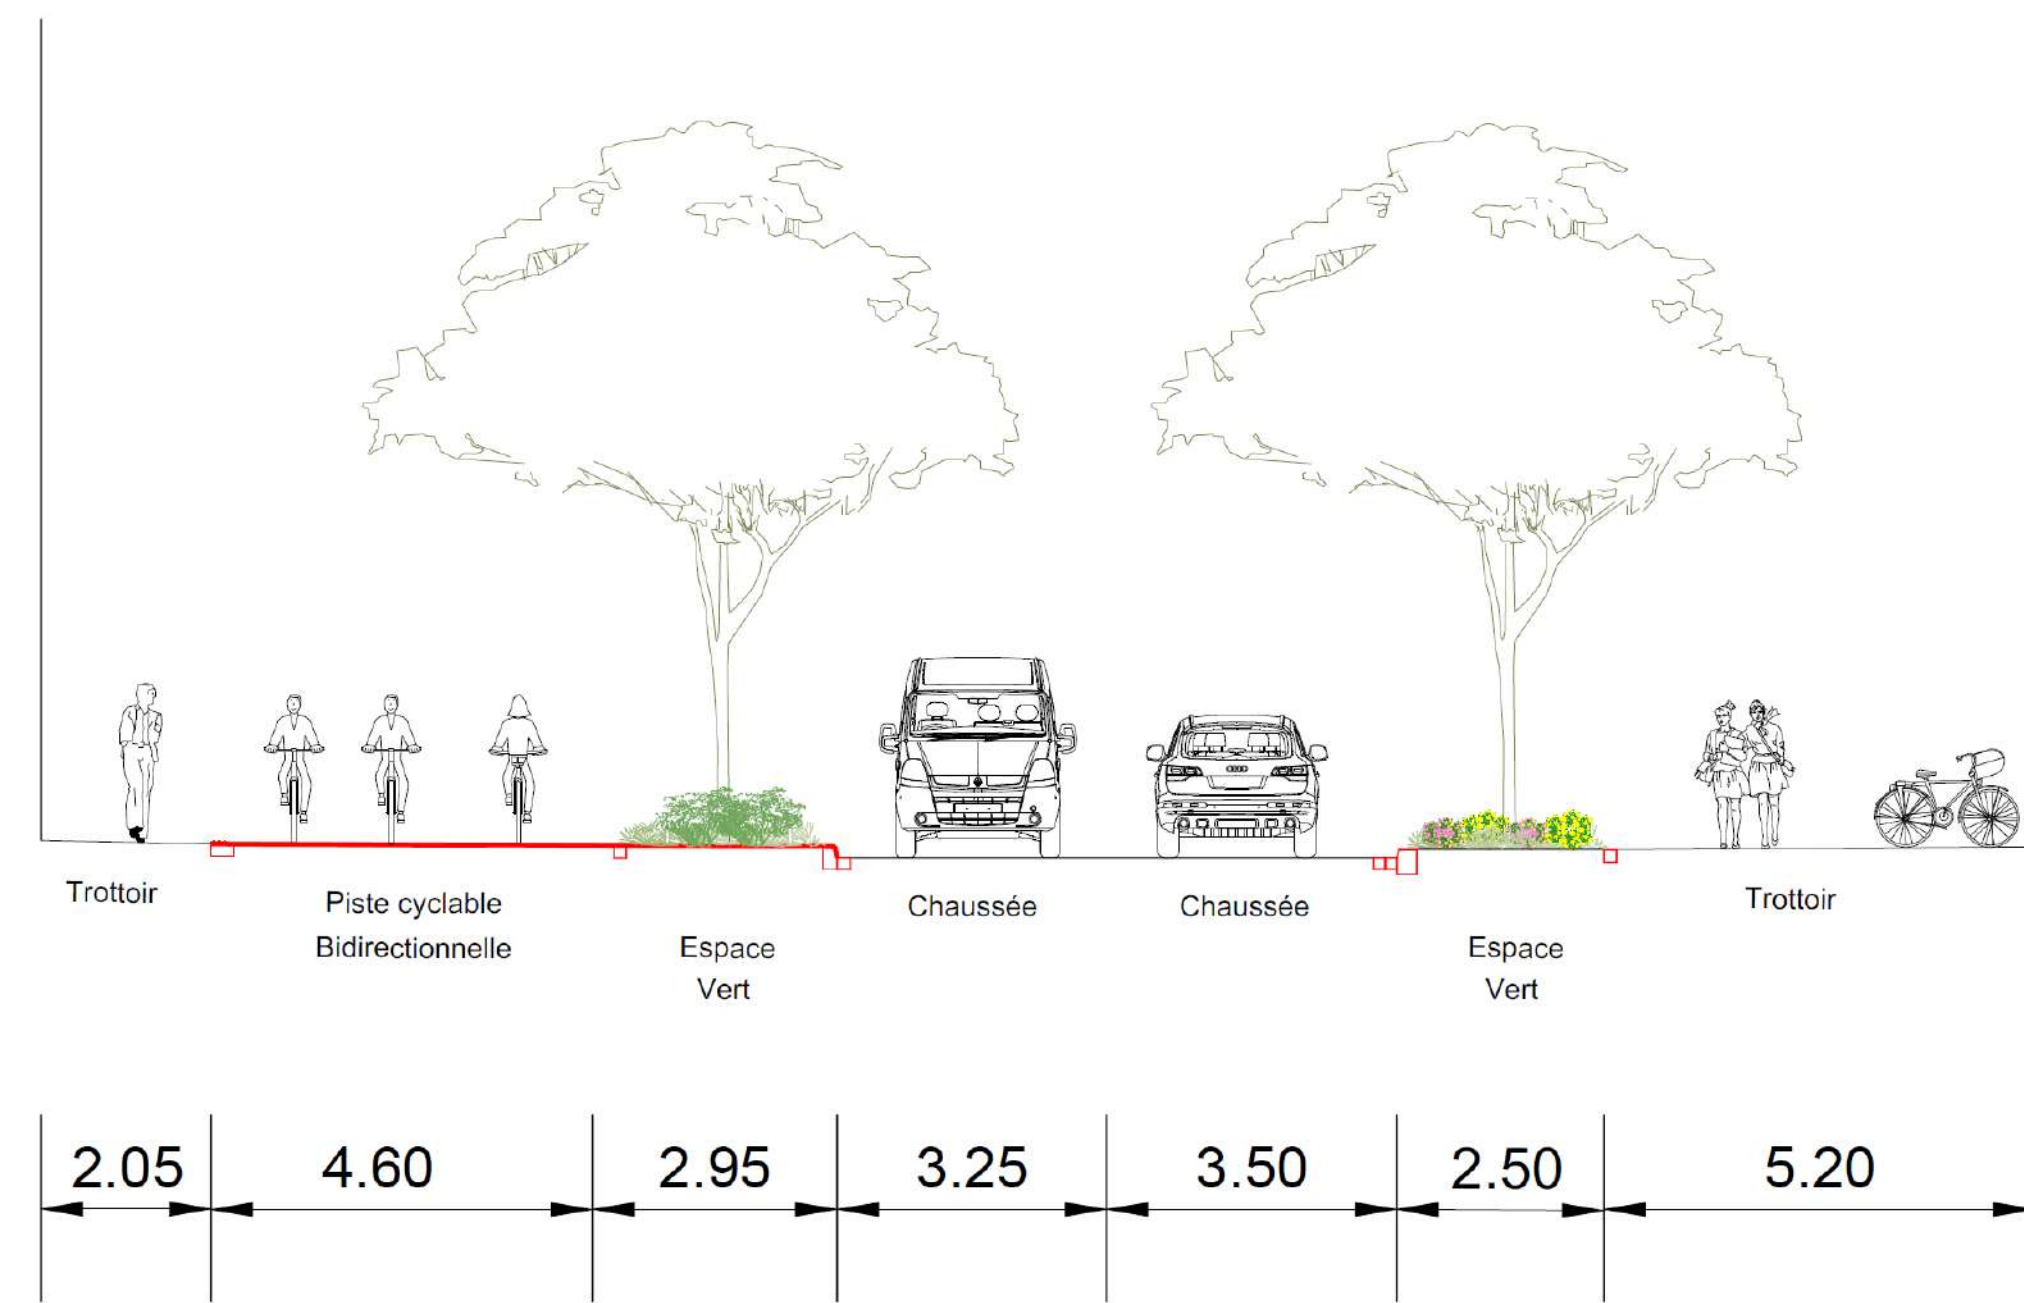 Trottoir
Piste cyclable
Bidirectionnelle
Espace
Vert
Chaussée
Chaussée
Espace
Vert
Trottoir
2.05
4.60
2.95
3.25
3.50
2.50
5.20